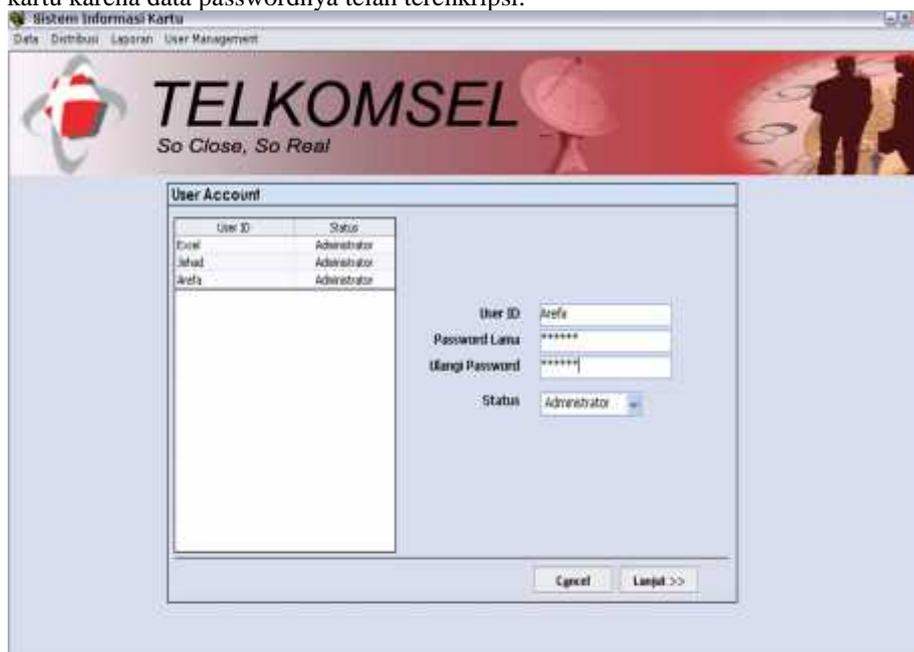 kartu karena data passwordnya telah terenkripsi.
Sistem Informasi Kartu
Data Distribusi Laporan User Management
TELKOMSEL
So Close, So Real
User Account
User ID Status
Excel Administrator
Jehad Administrator
Arefa Administrator
User ID Arefa
Password Lama ******
Ulangi Password ******
Status Administrator
Cancel Lanjut >>